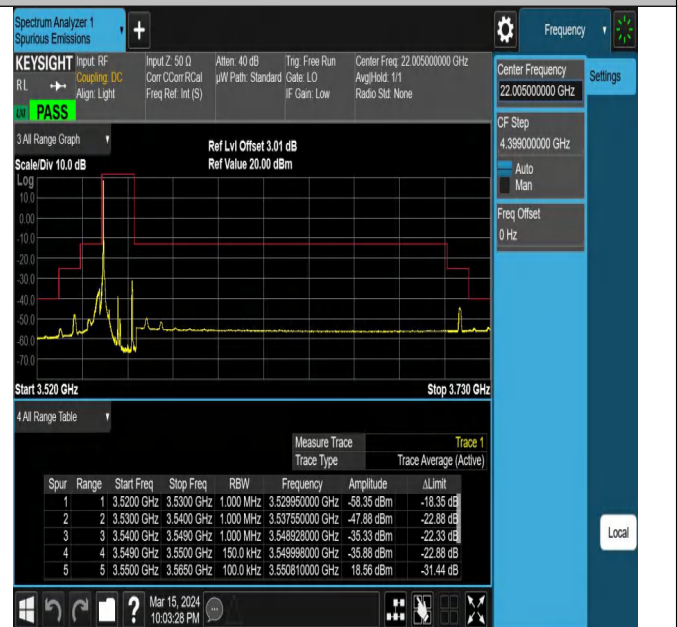 Spectrum Analyzer 1
Spurious Emissions
+
Frequency
KEYSIGHT
RL
PASS
Input: RF
Coupling: DC
Align: Light
Input Z: 50 Ω
Corr CCorr RCal
Freq Ref: Int (S)
Atten: 40 dB
µW Path: Standard
Trig: Free Run
Gate: LO
IF Gain: Low
Center Freq: 22.005000000 GHz
Avg|Hold: 1/1
Radio Std: None
Center Frequency
22.005000000 GHz
Settings
CF Step
4.399000000 GHz
Auto
Man
Freq Offset
0 Hz
3 All Range Graph
Scale/Div 10.0 dB
Ref Lvl Offset 3.01 dB
Ref Value 20.00 dBm
Log
10.0
0.00
-10.0
-20.0
-30.0
-40.0
-50.0
-60.0
-70.0
Start 3.520 GHz
Stop 3.730 GHz
4 All Range Table
Measure Trace Trace 1
Trace Type Trace Average (Active)
Spur Range Start Freq Stop Freq RBW Frequency Amplitude ΔLimit
1 1 3.5200 GHz 3.5300 GHz 1.000 MHz 3.529950000 GHz -58.35 dBm -18.35 dB
2 2 3.5300 GHz 3.5400 GHz 1.000 MHz 3.537550000 GHz -47.88 dBm -22.88 dB
3 3 3.5400 GHz 3.5490 GHz 1.000 MHz 3.548928000 GHz -35.33 dBm -22.33 dB
4 4 3.5490 GHz 3.5500 GHz 150.0 kHz 3.549998000 GHz -35.88 dBm -22.88 dB
5 5 3.5500 GHz 3.5650 GHz 100.0 kHz 3.550810000 GHz 18.56 dBm -31.44 dB
Local
?
Mar 15, 2024
10:03:28 PM